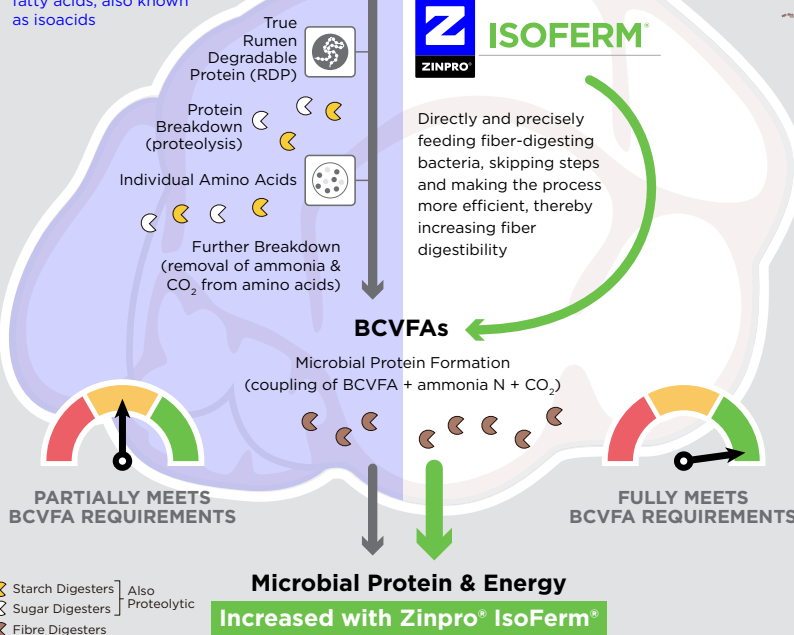 fatty acids, also known
as isoacids
True
Rumen
Degradable
Protein (RDP)
Protein
Breakdown
(proteolysis)
Individual Amino Acids
Further Breakdown
(removal of ammonia &
CO₂ from amino acids)
Z
ZINPRO®
ISOFERM®
Directly and precisely
feeding fiber-digesting
bacteria, skipping steps
and making the process
more efficient, thereby
increasing fiber
digestibility
BCVFAs
Microbial Protein Formation
(coupling of BCVFA + ammonia N + CO₂)
PARTIALLY MEETS
BCVFA REQUIREMENTS
FULLY MEETS
BCVFA REQUIREMENTS
Microbial Protein & Energy
Increased with Zinpro® IsoFerm®
Starch Digesters
Sugar Digesters
Also
Proteolytic
Fibre Digesters